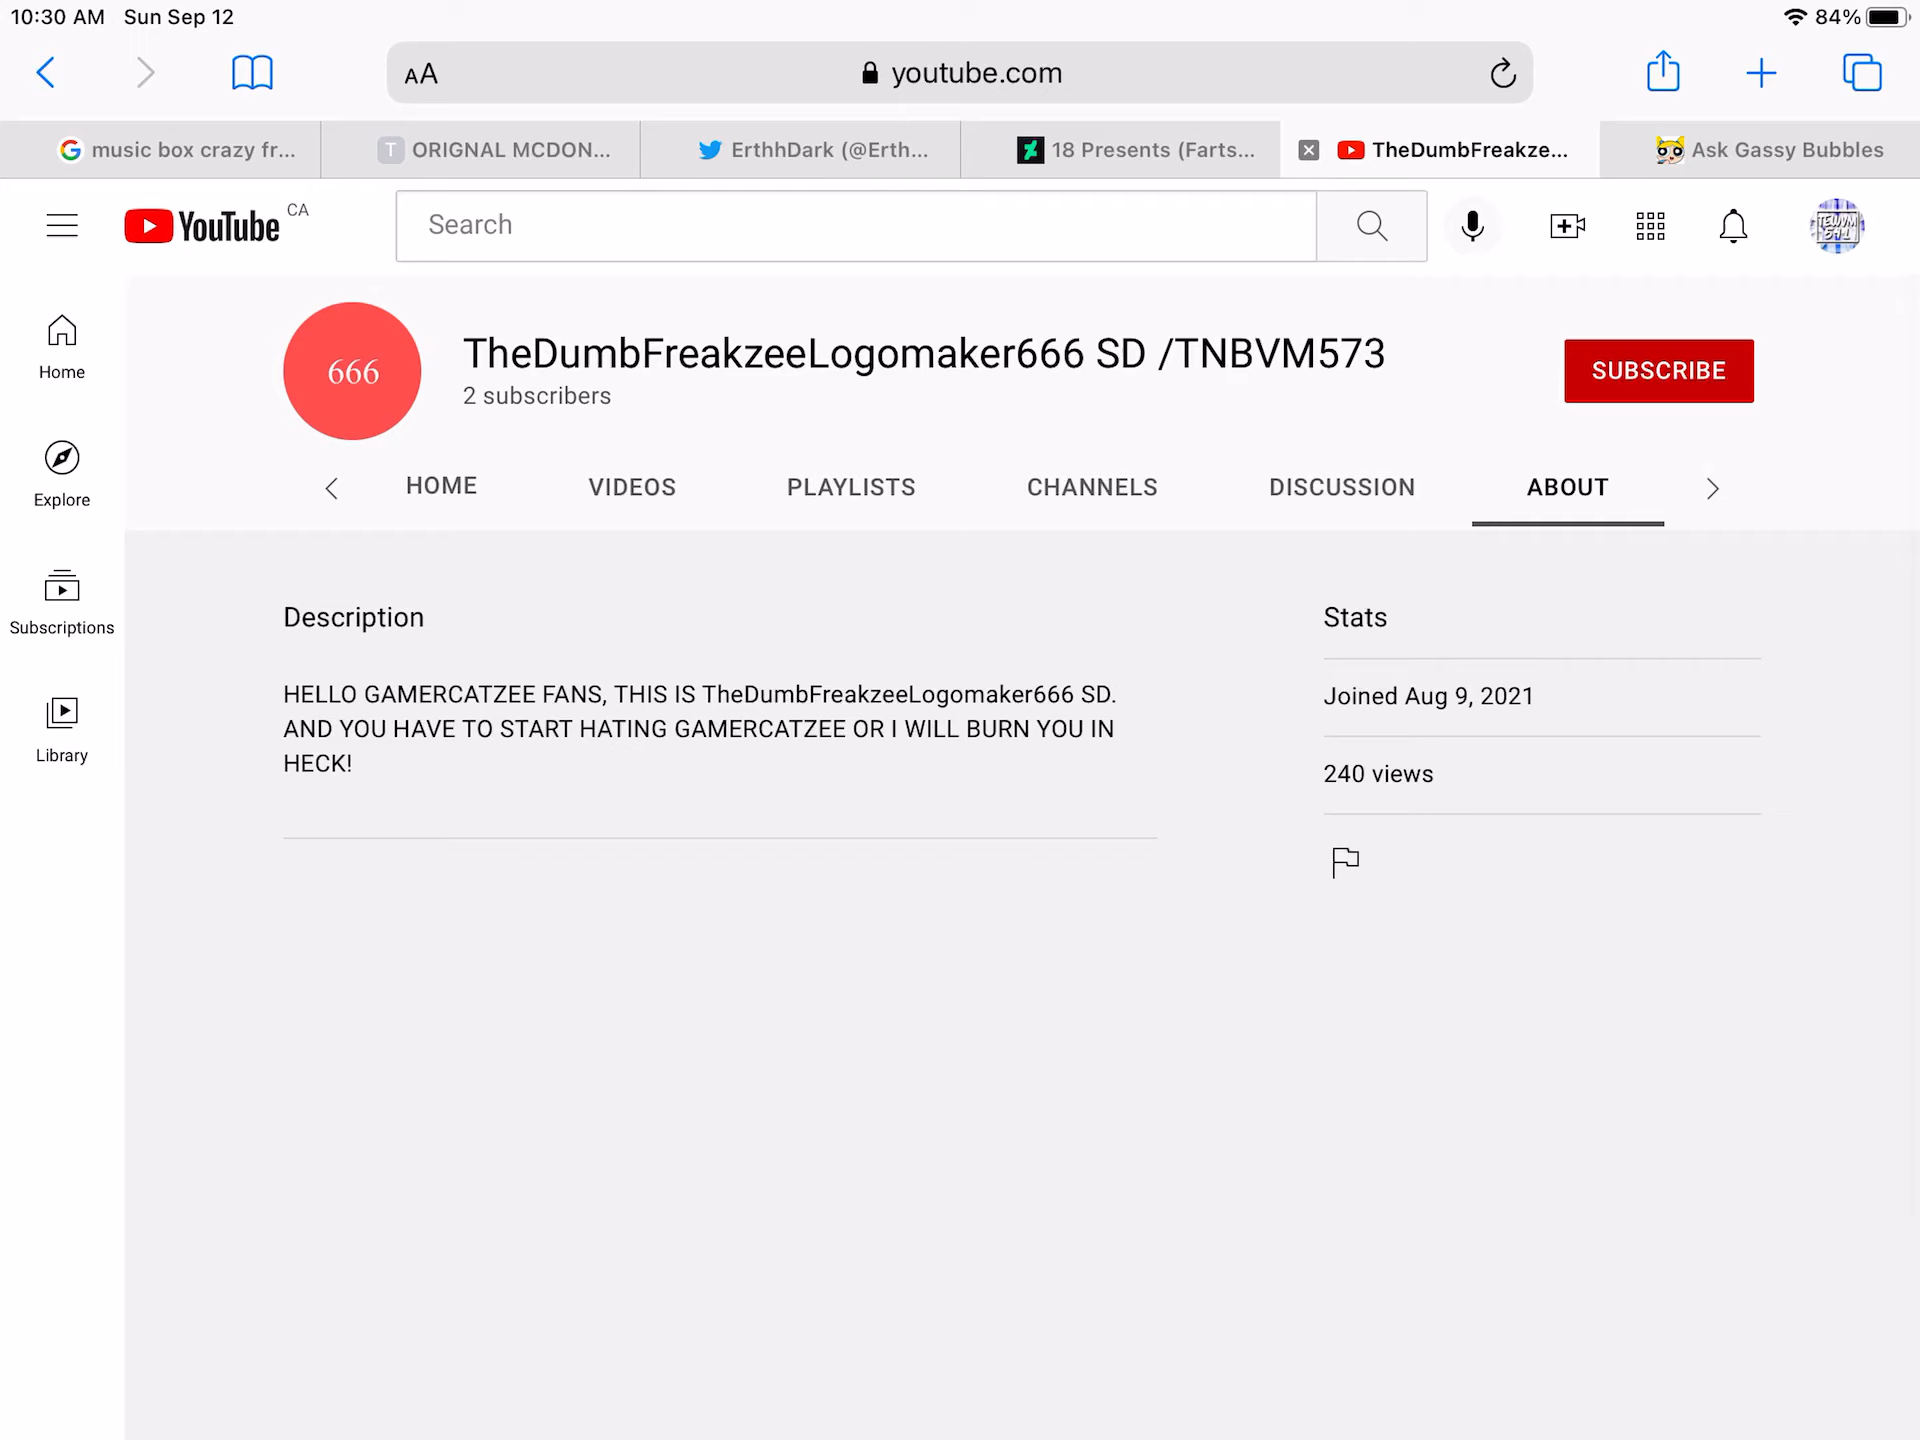 10:30 AM Sun Sep 12 84%
AA youtube.com
music box crazy fr... T ORIGNAL MCDON... ErthhDark (@Erth... 18 Presents (Farts... TheDumbFreakze... Ask Gassy Bubbles
YouTube CA Search
666
TheDumbFreakzeeLogomaker666 SD /TNBVM573
2 subscribers
SUBSCRIBE
HOME VIDEOS PLAYLISTS CHANNELS DISCUSSION ABOUT
Home
Explore
Subscriptions
Library
Description
HELLO GAMERCATZEE FANS, THIS IS TheDumbFreakzeeLogomaker666 SD.
AND YOU HAVE TO START HATING GAMERCATZEE OR I WILL BURN YOU IN
HECK!
Stats
Joined Aug 9, 2021
240 views